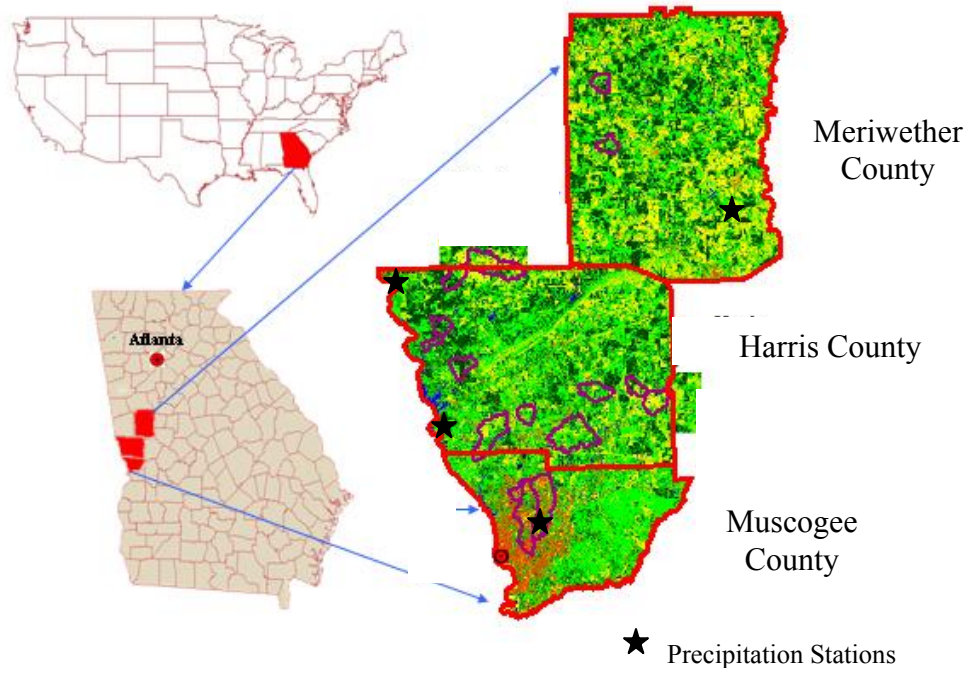 Meriwether
County
Atlanta
Harris County
Muscogee
County
Precipitation Stations